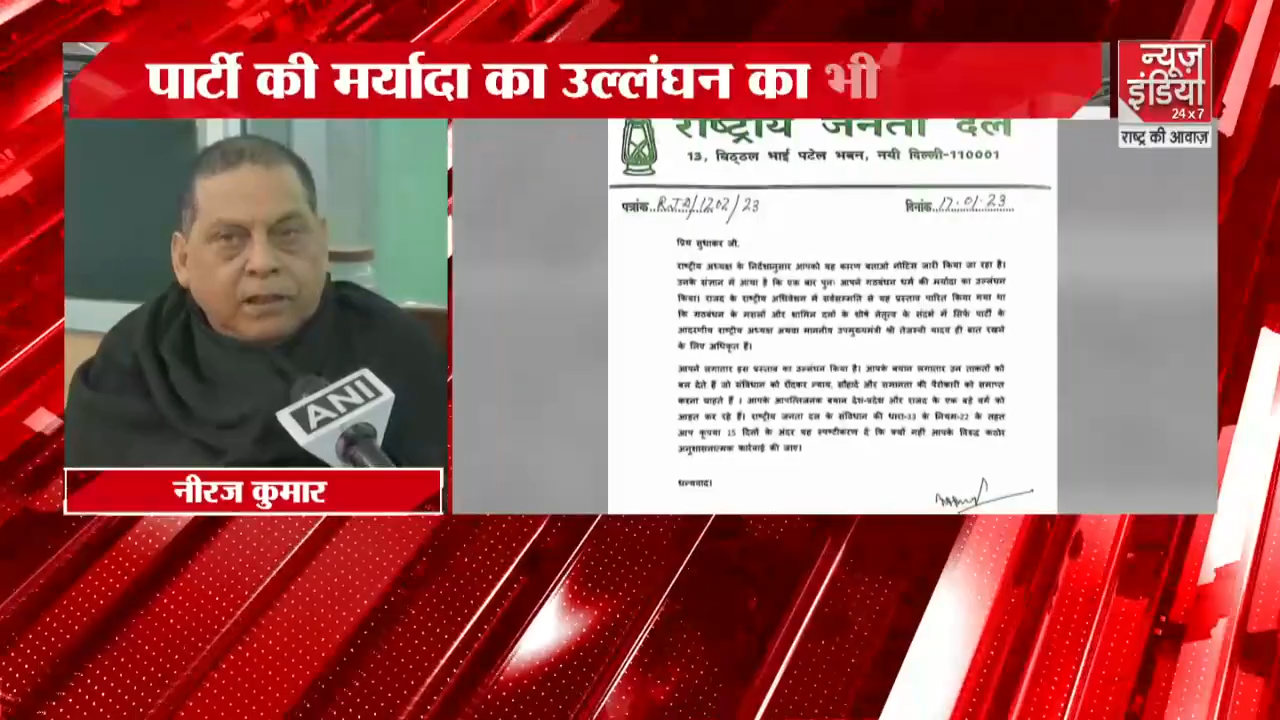 पार्टी की मर्यादा का उल्लंघन का भी
न्यूज़
इंडिया
24x7
राष्ट्र की आवाज़
राष्ट्रीय जनता दल
13, विठ्ठल भाई पटेल भवन, नयी दिल्ली-110001
पत्रांक..RJD/1202/23
दिनांक..17.01.23
प्रिय सुधाकर जी,
राष्ट्रीय अध्यक्ष के निर्देशानुसार आपको यह कारण बताओ नोटिस जारी किया जा रहा है।
उनके संज्ञान में आया है कि एक बार पुनः आपने गठबंधन धर्म की मर्यादा का उल्लंघन
किया। राजद के राष्ट्रीय अधिवेशन में सर्वसम्मति से यह प्रस्ताव पारित किया गया था
कि गठबंधन के मसलों और शामिल दलों के शीर्ष नेतृत्व के संदर्भ में सिर्फ पार्टी के
आदरणीय राष्ट्रीय अध्यक्ष अथवा माननीय उपमुख्यमंत्री श्री तेजस्वी यादव ही बात रखने
के लिए अधिकृत हैं।
आपने लगातार इस प्रस्ताव का उल्लंघन किया है। आपके बयान लगातार उन ताकतों को
बल देते हैं जो संविधान को रौंदकर न्याय, सौहार्द और समानता की पैरोकारी को समाप्त
करना चाहते हैं । आपके आपत्तिजनक बयान देश-प्रदेश और राजद के एक बड़े वर्ग को
आहत कर रहे हैं। राष्ट्रीय जनता दल के संविधान की धारा-33 के नियम-22 के तहत
आप कृपया 15 दिनों के अंदर यह स्पष्टीकरण दें कि क्यों नहीं आपके विरुद्ध कठोर
अनुशासनात्मक कार्रवाई की जाए।
धन्यवाद।
ANI
नीरज कुमार